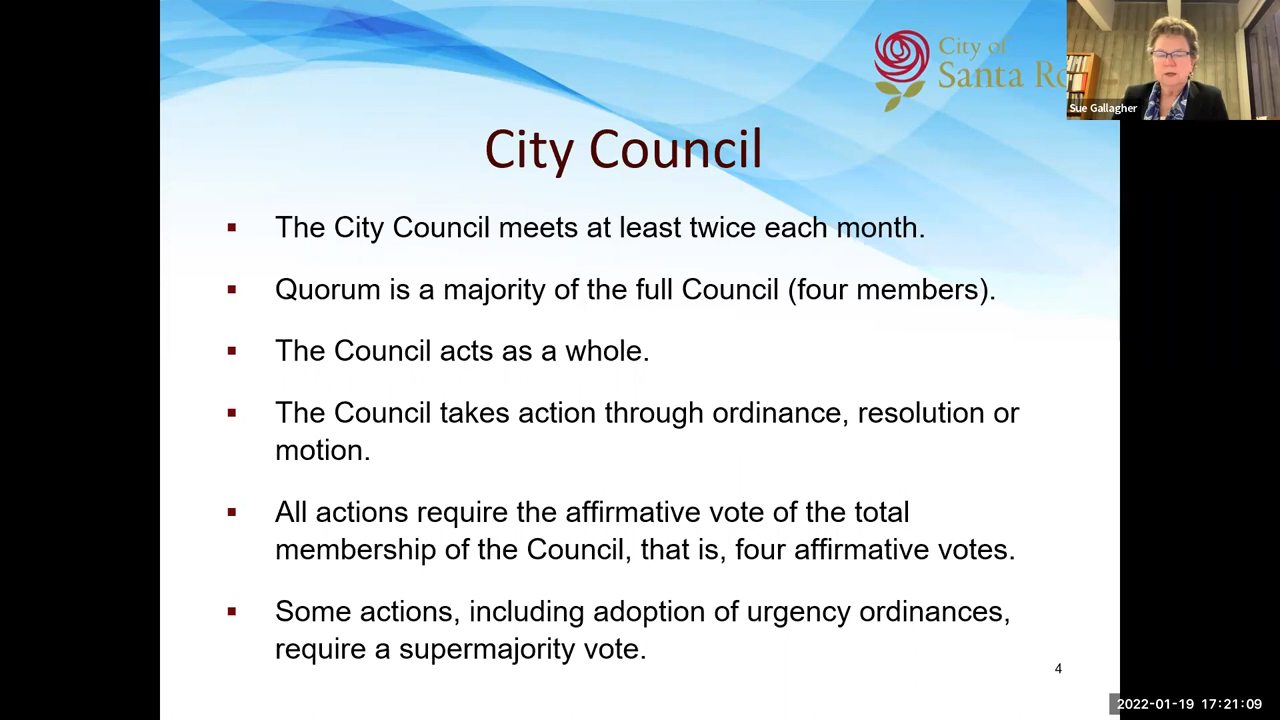 City of
Santa Ro
Sue Gallagher
City Council
▪ The City Council meets at least twice each month.
▪ Quorum is a majority of the full Council (four members).
▪ The Council acts as a whole.
▪ The Council takes action through ordinance, resolution or
motion.
▪ All actions require the affirmative vote of the total
membership of the Council, that is, four affirmative votes.
▪ Some actions, including adoption of urgency ordinances,
require a supermajority vote.
4
2022-01-19 17:21:09